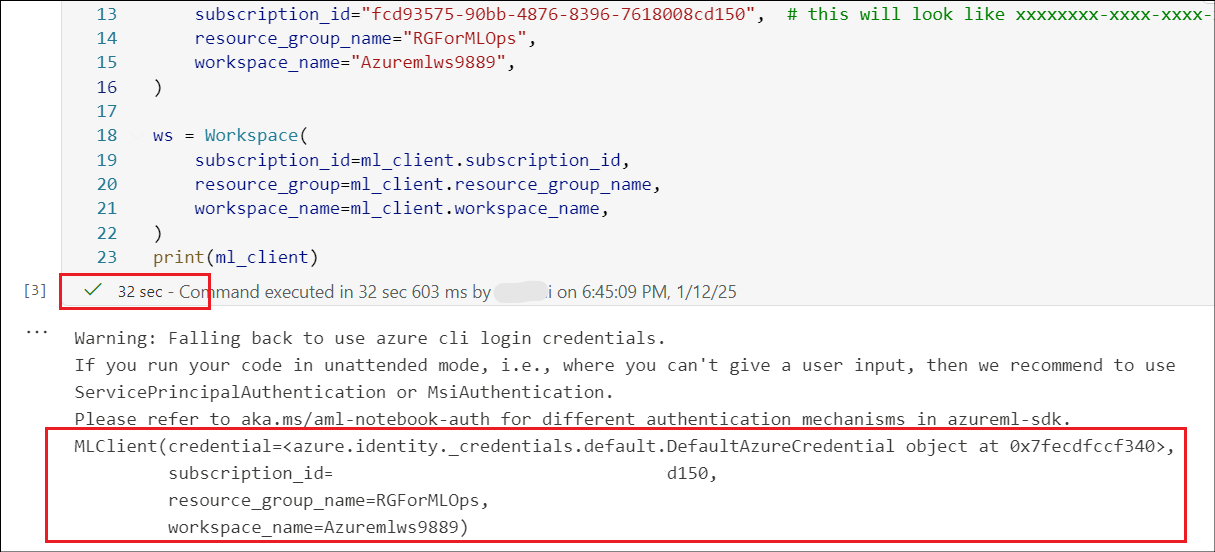 13 subscription_id="fcd93575-90bb-4876-8396-7618008cd150", # this will look like xxxxxxxx-xxxx-xxxx-
14 resource_group_name="RGForMLOps",
15 workspace_name="Azuremlws9889",
16 )
17
18 ws = Workspace(
19 subscription_id=ml_client.subscription_id,
20 resource_group=ml_client.resource_group_name,
21 workspace_name=ml_client.workspace_name,
22 )
23 print(ml_client)
[3] ✓ 32 sec - Command executed in 32 sec 603 ms by i on 6:45:09 PM, 1/12/25
...
Warning: Falling back to use azure cli login credentials.
If you run your code in unattended mode, i.e., where you can't give a user input, then we recommend to use
ServicePrincipalAuthentication or MsiAuthentication.
Please refer to aka.ms/aml-notebook-auth for different authentication mechanisms in azureml-sdk.
MLClient(credential=<azure.identity._credentials.default.DefaultAzureCredential object at 0x7fecdfccf340>,
subscription_id= d150,
resource_group_name=RGForMLOps,
workspace_name=Azuremlws9889)